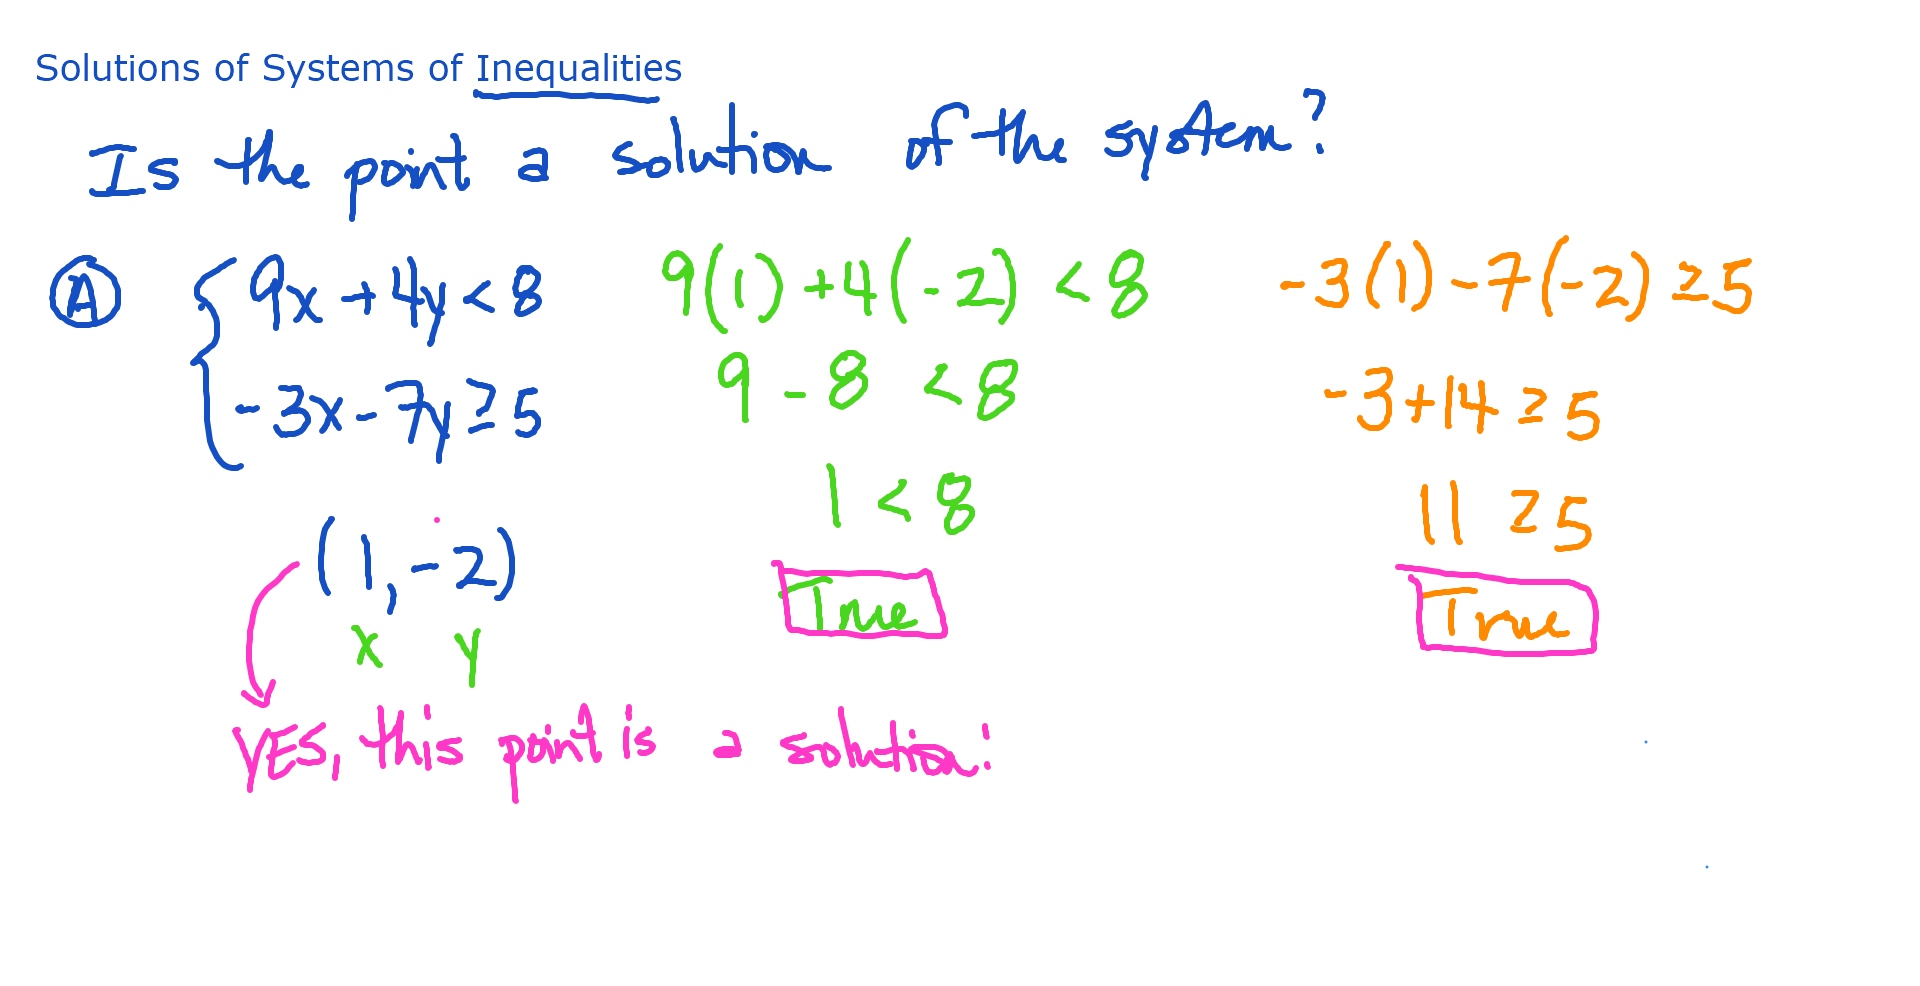 Solutions of Systems of Inequalities
Is the point a solution of the system?
A
9x + 4y < 8
-3x - 7y ≥ 5
(1, -2)
x y
9(1) + 4(-2) < 8
9 - 8 < 8
1 < 8
True
-3(1) - 7(-2) ≥ 5
-3 + 14 ≥ 5
11 ≥ 5
True
YES, this point is a solution!